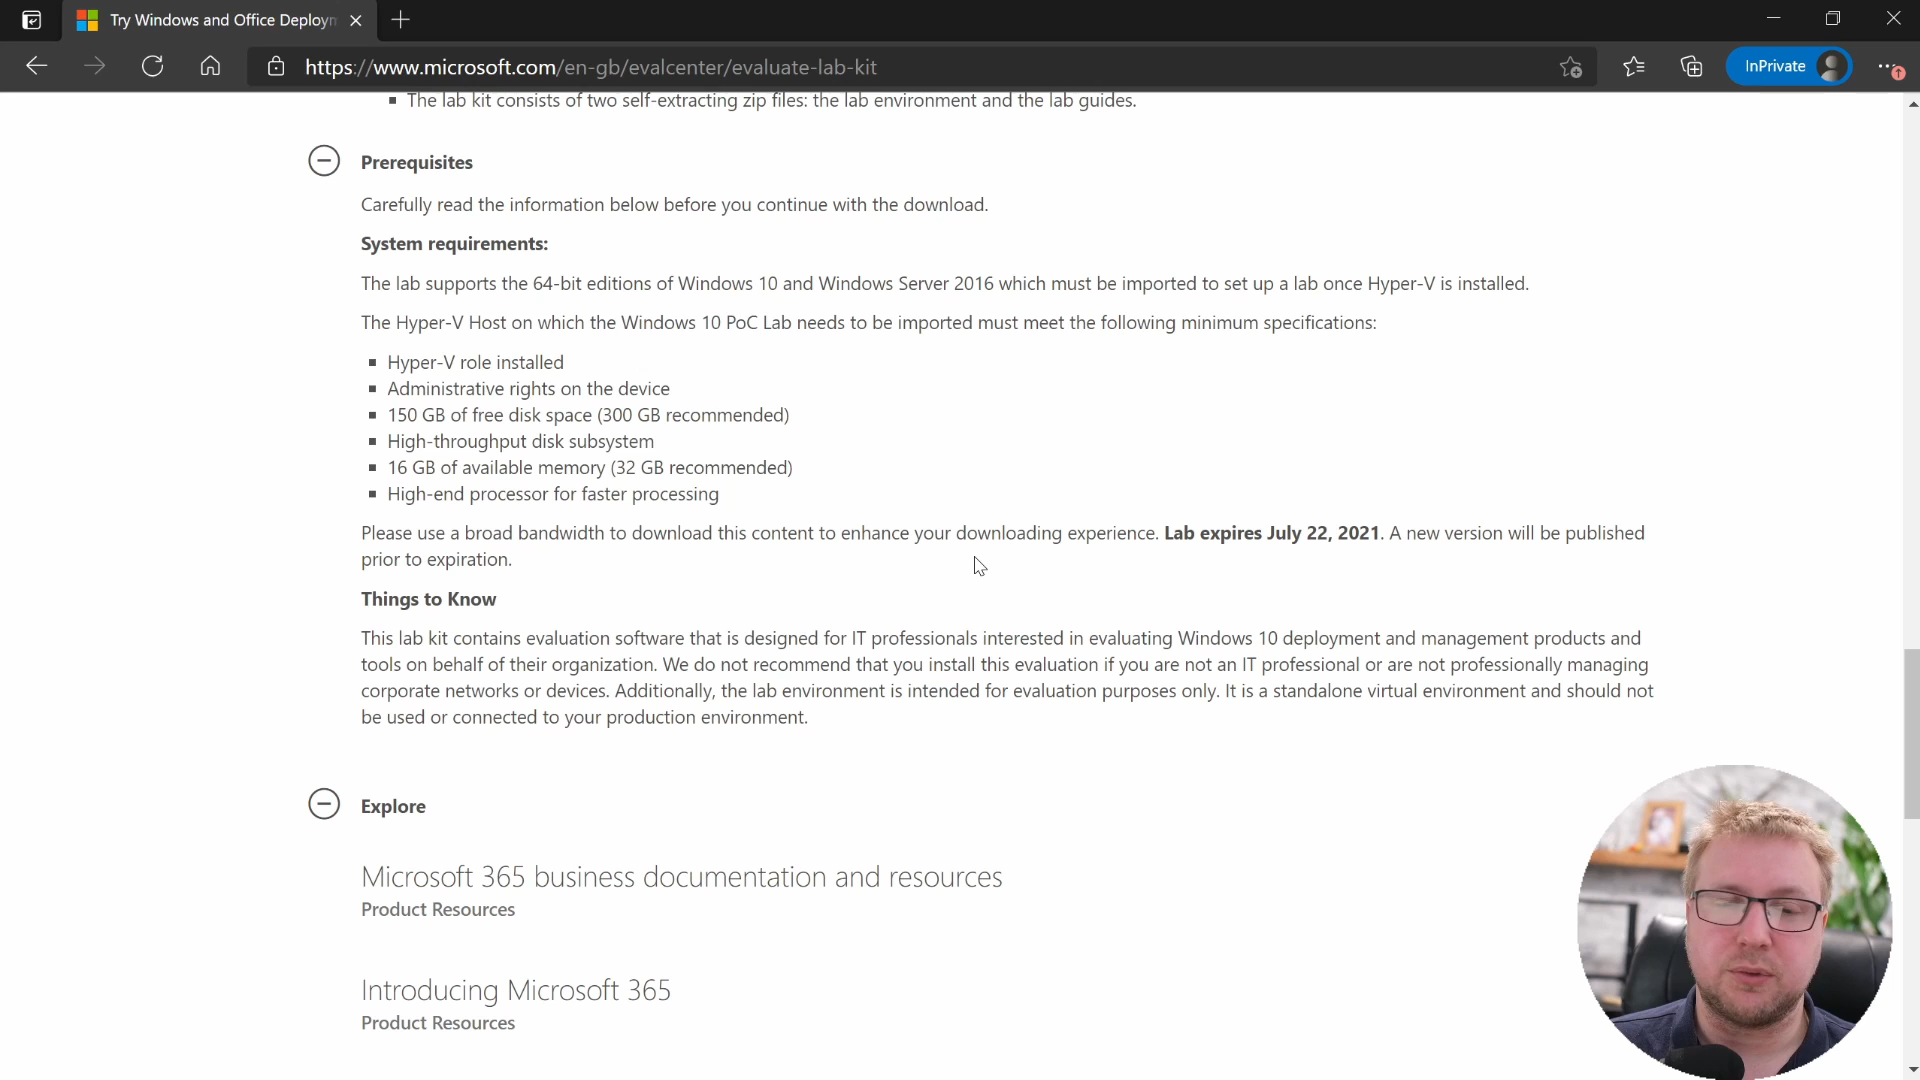 Try Windows and Office Deploym
https://www.microsoft.com/en-gb/evalcenter/evaluate-lab-kit
InPrivate
The lab kit consists of two self-extracting zip files: the lab environment and the lab guides.
Prerequisites
Carefully read the information below before you continue with the download.
System requirements:
The lab supports the 64-bit editions of Windows 10 and Windows Server 2016 which must be imported to set up a lab once Hyper-V is installed.
The Hyper-V Host on which the Windows 10 PoC Lab needs to be imported must meet the following minimum specifications:
Hyper-V role installed
Administrative rights on the device
150 GB of free disk space (300 GB recommended)
High-throughput disk subsystem
16 GB of available memory (32 GB recommended)
High-end processor for faster processing
Please use a broad bandwidth to download this content to enhance your downloading experience. Lab expires July 22, 2021. A new version will be published
prior to expiration.
Things to Know
This lab kit contains evaluation software that is designed for IT professionals interested in evaluating Windows 10 deployment and management products and
tools on behalf of their organization. We do not recommend that you install this evaluation if you are not an IT professional or are not professionally managing
corporate networks or devices. Additionally, the lab environment is intended for evaluation purposes only. It is a standalone virtual environment and should not
be used or connected to your production environment.
Explore
Microsoft 365 business documentation and resources
Product Resources
Introducing Microsoft 365
Product Resources